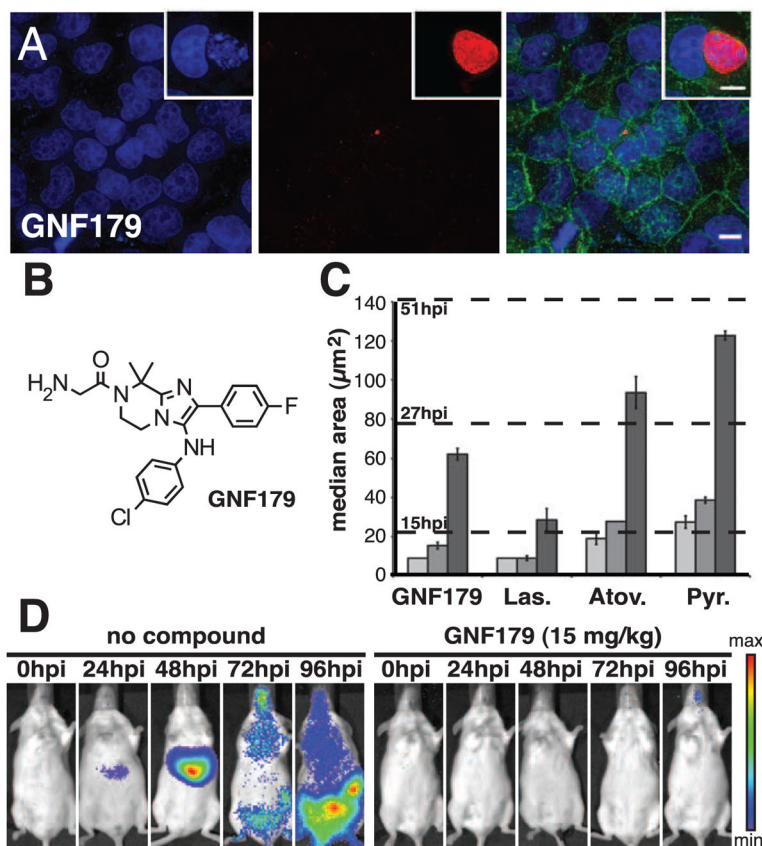 A
GNF179
B
H2N
O
N
N
N
F
NH
Cl
GNF179
C
median area (µm²)
140
120
100
80
60
40
20
0
51hpi
27hpi
15hpi
GNF179 Las. Atov. Pyr.
D
no compound GNF179 (15 mg/kg)
0hpi 24hpi 48hpi 72hpi 96hpi 0hpi 24hpi 48hpi 72hpi 96hpi
max
min